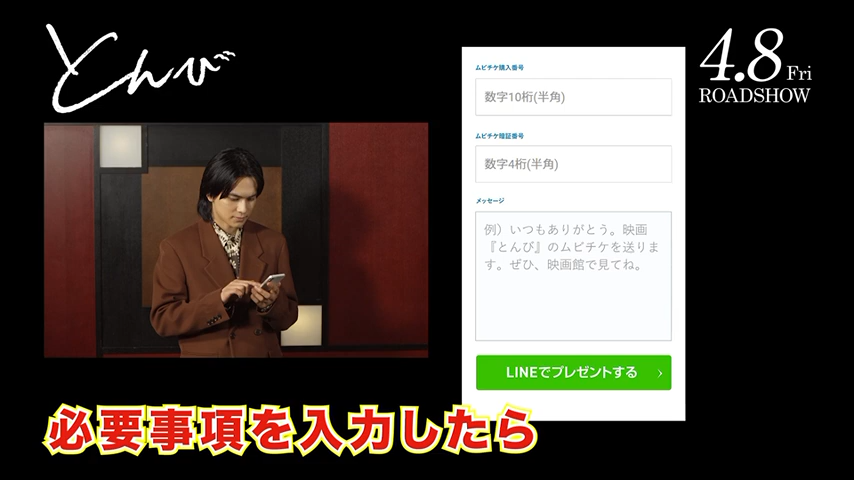 とんび
4.8 Fri
ROADSHOW
ムビチケ購入番号
数字10桁(半角)
ムビチケ暗証番号
数字4桁(半角)
メッセージ
例）いつもありがとう。映画
『とんび』のムビチケを送りま
す。ぜひ、映画館で見てね。
LINEでプレゼントする
必要事項を入力したら